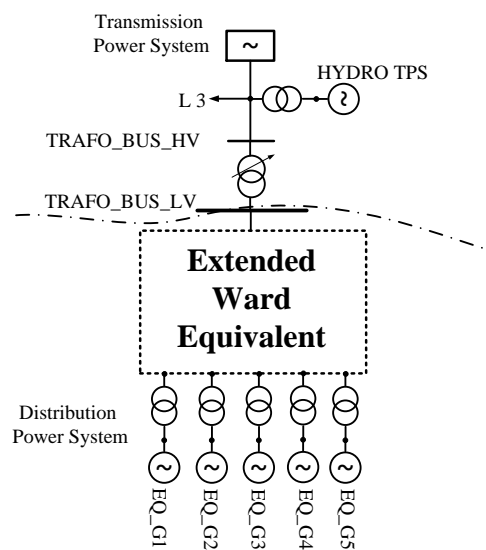 Transmission
Power System
~
HYDRO TPS
L 3
~
TRAFO_BUS_HV
TRAFO_BUS_LV
Extended
Ward
Equivalent
Distribution
Power System
~ ~ ~ ~ ~
EQ_G1 EQ_G2 EQ_G3 EQ_G4 EQ_G5